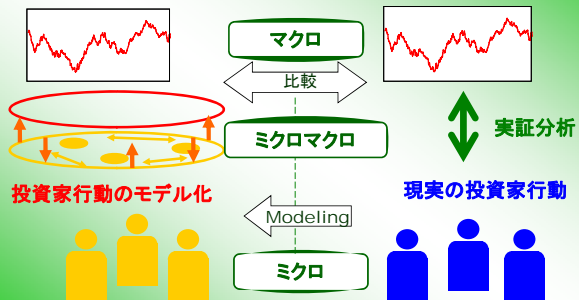 マクロ
比較
実証分析
ミクロマクロ
投資家行動のモデル化
現実の投資家行動
Modeling
ミクロ